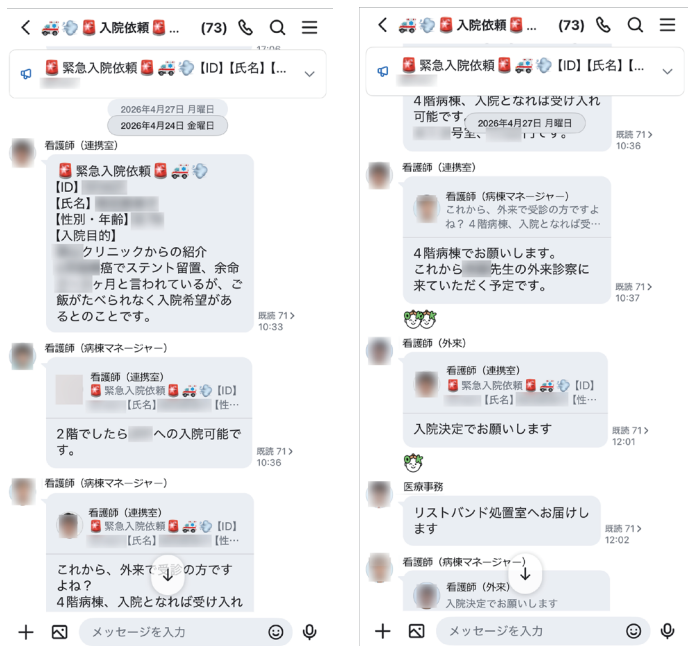 🚑💨🚨入院依頼🚨… (73)
17:06
🚨緊急入院依頼🚨🚑💨【ID】【氏名】【…
2026年4月27日 月曜日
2026年4月24日 金曜日
看護師（連携室）
🚨緊急入院依頼🚨🚑💨
【ID】
【氏名】
【性別・年齢】
【入院目的】
クリニックからの紹介
癌でステント留置、余命
ヶ月と言われているが、ご
飯がたべられなく入院希望があ
るとのことです。
既読 71
10:33
看護師（病棟マネージャー）
看護師（連携室）
🚨緊急入院依頼🚨🚑💨【ID】
【氏名】【性…
2階でしたら
への入院可能で
す。
既読 71
10:36
看護師（病棟マネージャー）
看護師（連携室）
🚨緊急入院依頼🚨🚑💨【ID】
【氏名】【性…
これから、外来で受診の方です
よね？
4階病棟、入院となれば受け入れ
メッセージを入力
🚑💨🚨入院依頼🚨… (73)
🚨緊急入院依頼🚨🚑💨【ID】【氏名】【…
4階病棟、入院となれば受け入れ
可能です。
2026年4月27日 月曜日
号室、
円です。
既読 71
10:36
看護師（連携室）
看護師（病棟マネージャー）
これから、外来で受診の方ですよ
ね？ 4階病棟、入院となれば受…
4階病棟でお願いします。
これから
先生の外来診察に
来ていただく予定です。
既読 71
10:37
看護師（外来）
看護師（連携室）
🚨緊急入院依頼🚨🚑💨【ID】
【氏名】【性…
入院決定でお願いします
既読 71
12:01
医療事務
リストバンド処置室へお届けし
ます
既読 71
12:02
看護師（病棟マネージャー）
看護師（外来）
入院決定でお願いします
メッセージを入力